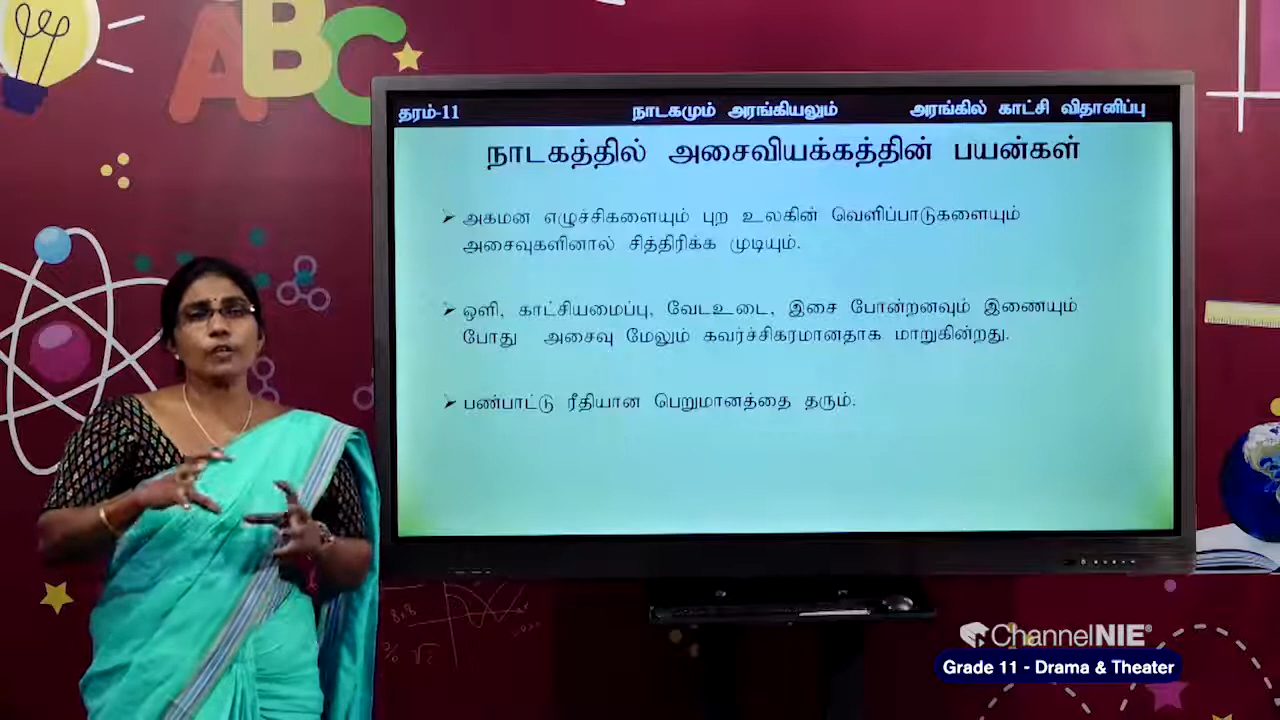 ABC
தரம்-11 நாடகமும் அரங்கியலும் அரங்கில் காட்சி விதானிப்பு
நாடகத்தில் அசைவியக்கத்தின் பயன்கள்
➤ அகமன எழுச்சிகளையும் புற உலகின் வெளிப்பாடுகளையும்
அசைவுகளினால் சித்திரிக்க முடியும்.
➤ ஒளி, காட்சியமைப்பு, வேடஉடை, இசை போன்றனவும் இணையும்
போது அசைவு மேலும் கவர்ச்சிகரமானதாக மாறுகின்றது.
➤ பண்பாட்டு ரீதியான பெறுமானத்தை தரும்.
ChannelNIE®
Grade 11 - Drama & Theater